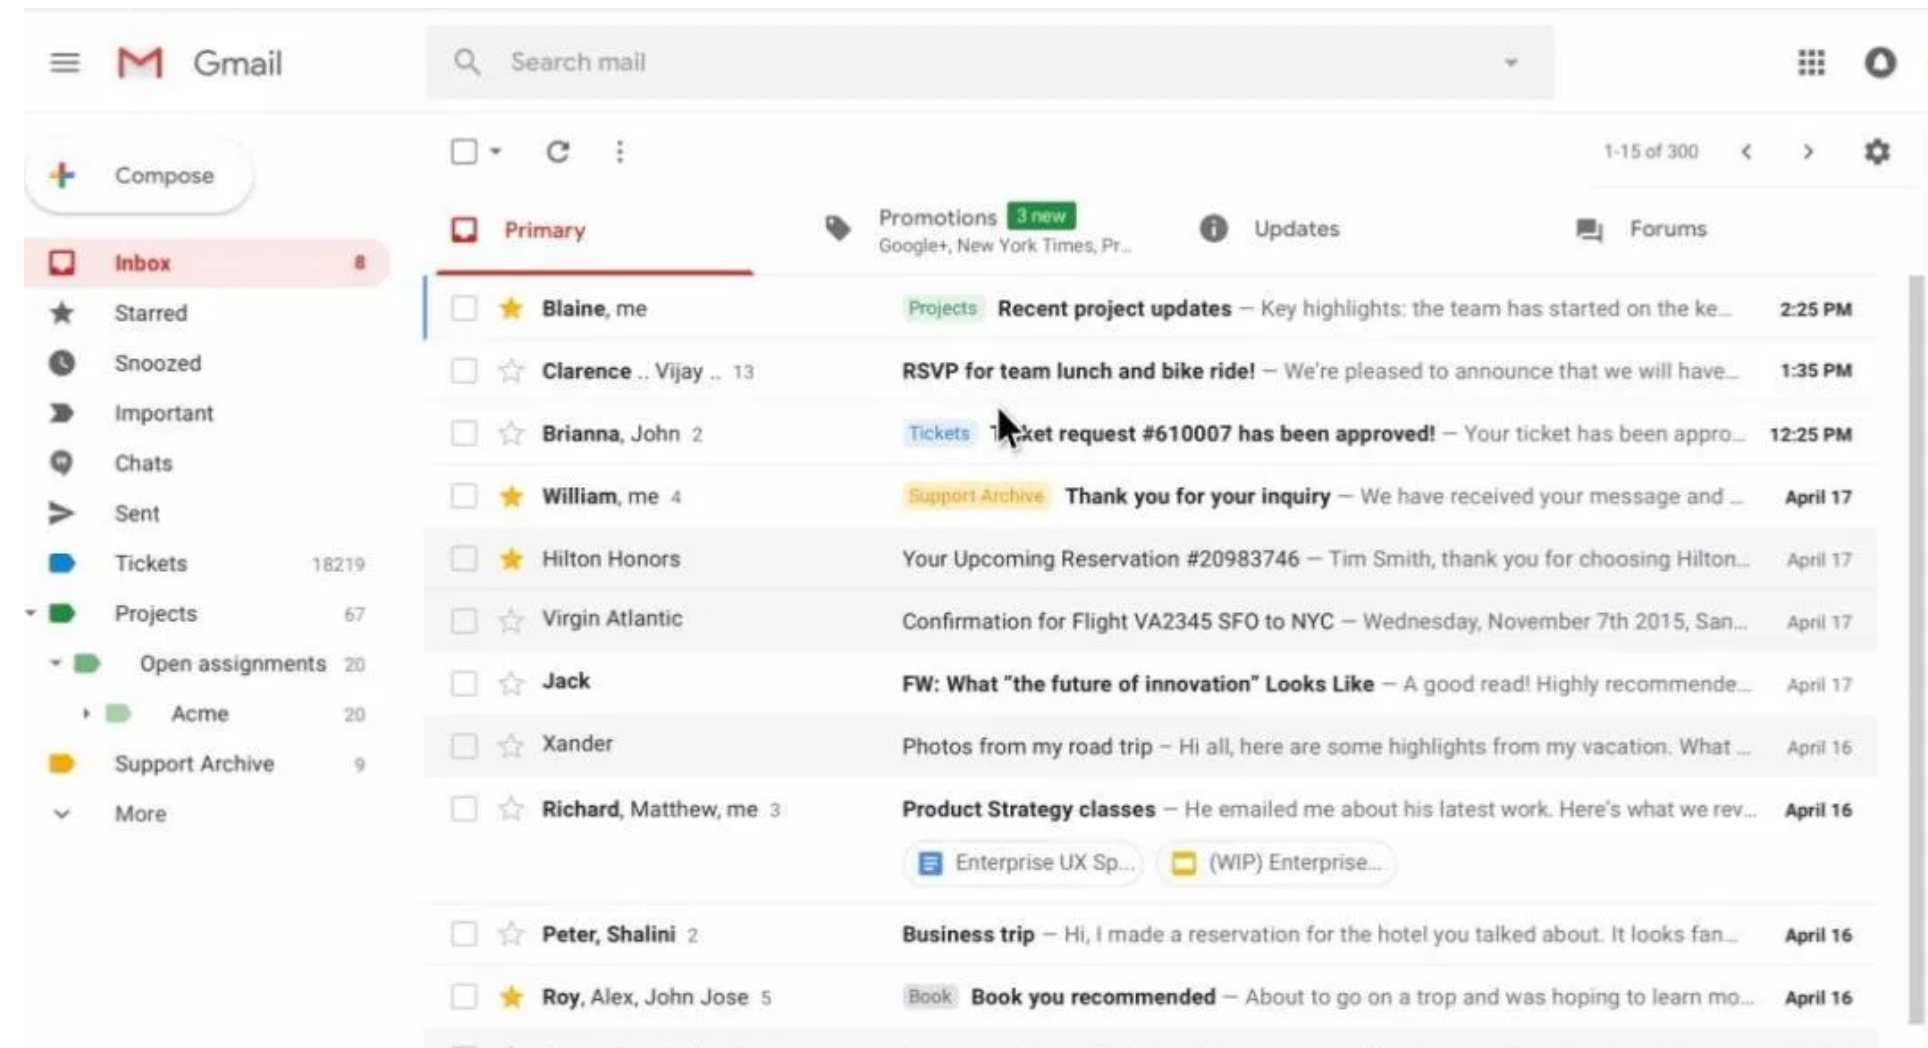 Gmail
Search mail
Compose
1-15 of 300
Primary
Promotions 3 new
Google+, New York Times, Pr...
Updates
Forums
Inbox 8
Starred
Snoozed
Important
Chats
Sent
Tickets 18219
Projects 67
Open assignments 20
Acme 20
Support Archive 9
More
Blaine, me Projects Recent project updates – Key highlights: the team has started on the ke... 2:25 PM
Clarence .. Vijay .. 13 RSVP for team lunch and bike ride! – We're pleased to announce that we will have... 1:35 PM
Brianna, John 2 Tickets request #610007 has been approved! – Your ticket has been appro... 12:25 PM
William, me 4 Support Archive Thank you for your inquiry – We have received your message and ... April 17
Hilton Honors Your Upcoming Reservation #20983746 – Tim Smith, thank you for choosing Hilton... April 17
Virgin Atlantic Confirmation for Flight VA2345 SFO to NYC – Wednesday, November 7th 2015, San... April 17
Jack FW: What "the future of innovation" Looks Like – A good read! Highly recommende... April 17
Xander Photos from my road trip – Hi all, here are some highlights from my vacation. What ... April 16
Richard, Matthew, me 3 Product Strategy classes – He emailed me about his latest work. Here's what we rev... April 16
Enterprise UX Sp... (WIP) Enterprise...
Peter, Shalini 2 Business trip – Hi, I made a reservation for the hotel you talked about. It looks fan... April 16
Roy, Alex, John Jose 5 Book Book you recommended – About to go on a trop and was hoping to learn mo... April 16